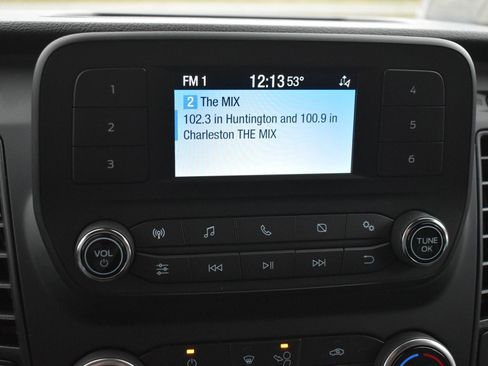 FM 1 12:13 53°
2 The MIX
102.3 in Huntington and 100.9 in
Charleston THE MIX
1
2
3
4
5
6
VOL
TUNE
OK